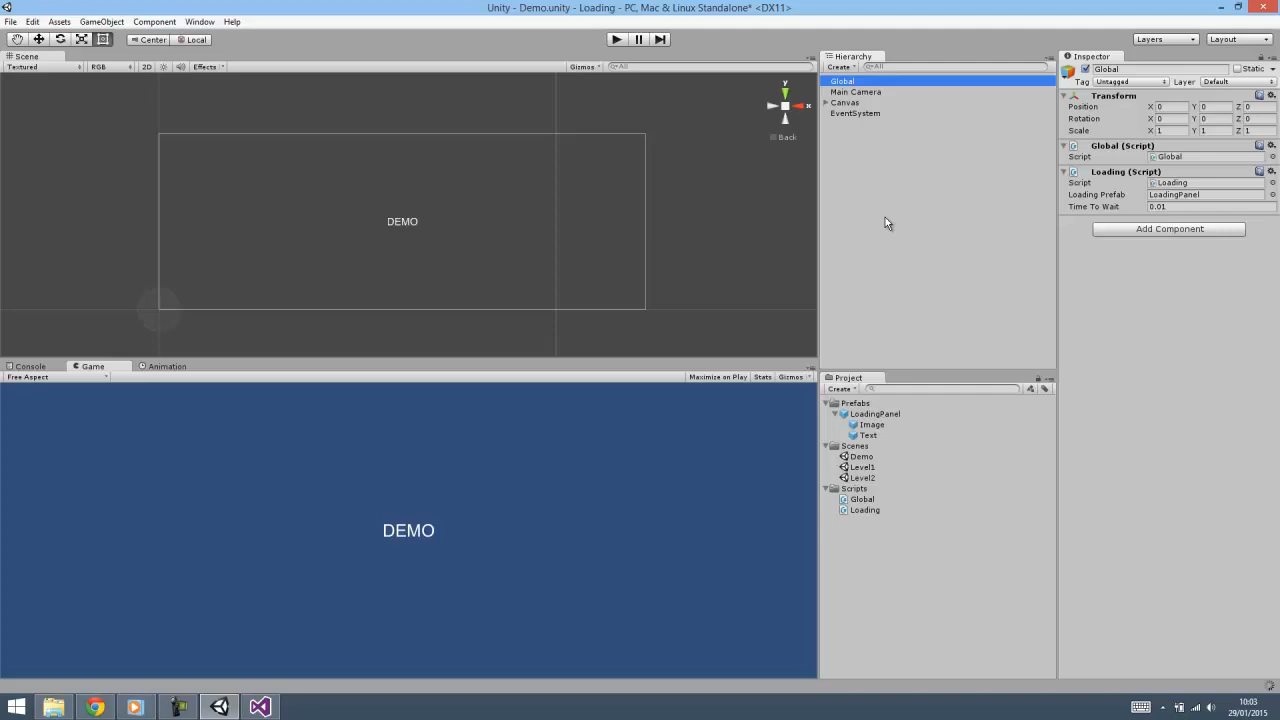 Unity - Demo.unity - Loading - PC, Mac & Linux Standalone* <DX11>
File Edit Assets GameObject Component Window Help
Center Local Layers Layout
Scene
Textured RGB 2D Effects Gizmos All
y
x
Back
DEMO
Console Game Animation
Free Aspect Maximize on Play Stats Gizmos
DEMO
Hierarchy
Create All
Global
Main Camera
Canvas
EventSystem
Project
Create
Prefabs
LoadingPanel
Image
Text
Scenes
Demo
Level1
Level2
Scripts
Global
Loading
Inspector
Global Static
Tag Untagged Layer Default
Transform
Position X 0 Y 0 Z 0
Rotation X 0 Y 0 Z 0
Scale X 1 Y 1 Z 1
Global (Script)
Script Global
Loading (Script)
Script Loading
Loading Prefab LoadingPanel
Time To Wait 0.01
Add Component
10:03
29/01/2015